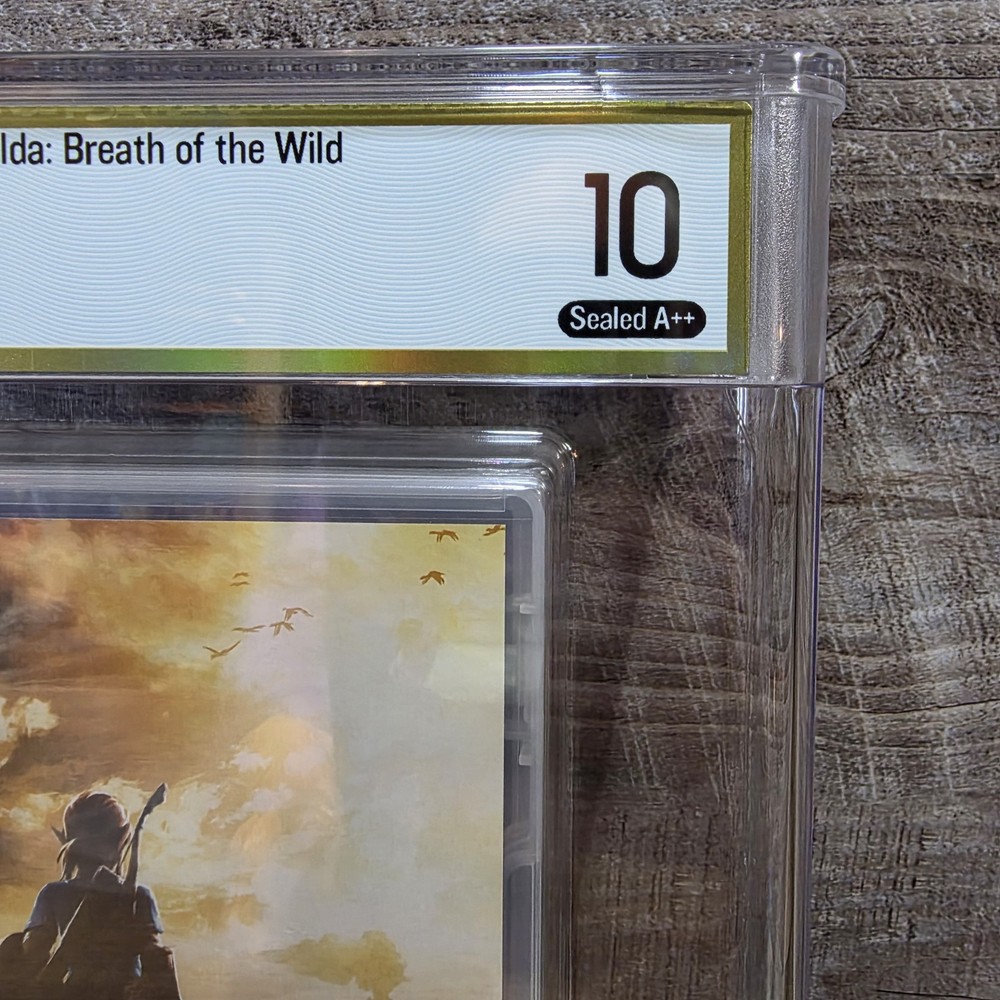 lda: Breath of the Wild
10
Sealed A++